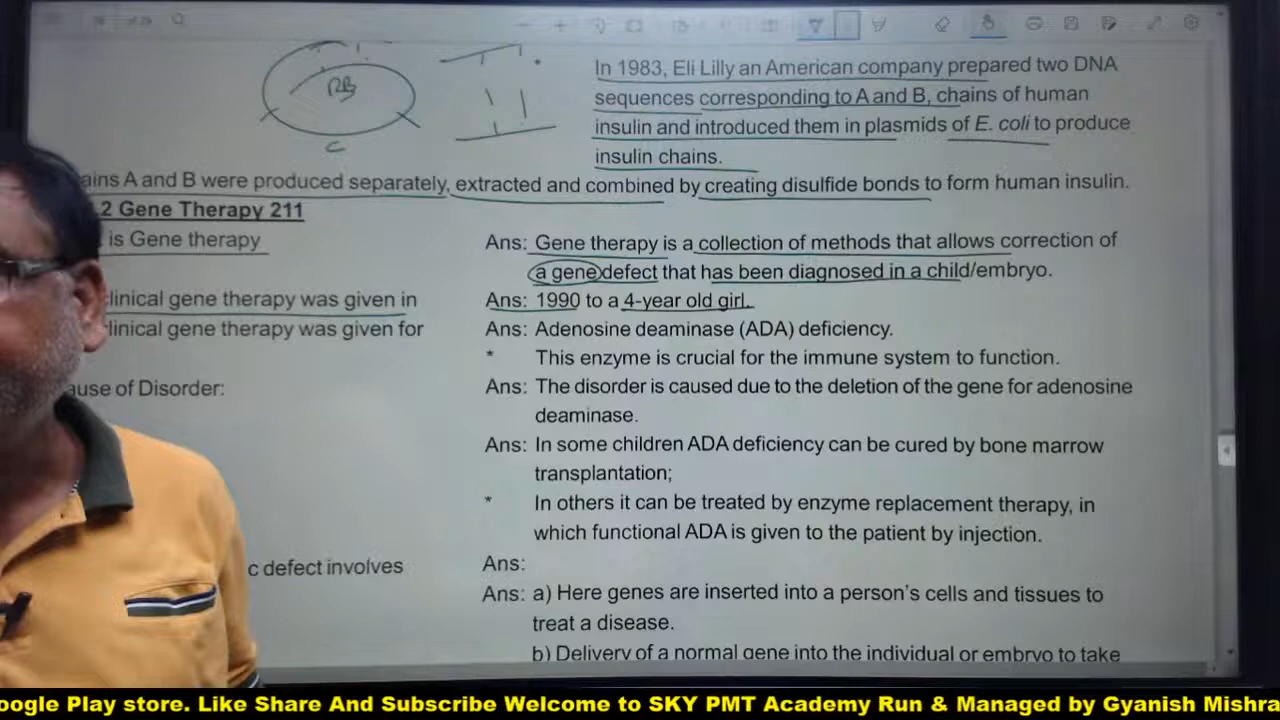 In 1983, Eli Lilly an American company prepared two DNA
sequences corresponding to A and B, chains of human
insulin and introduced them in plasmids of E. coli to produce
insulin chains.
ains A and B were produced separately, extracted and combined by creating disulfide bonds to form human insulin.
.2 Gene Therapy 211
is Gene therapy
Ans: Gene therapy is a collection of methods that allows correction of
a gene defect that has been diagnosed in a child/embryo.
linical gene therapy was given in
Ans: 1990 to a 4-year old girl.
linical gene therapy was given for
Ans: Adenosine deaminase (ADA) deficiency.
* This enzyme is crucial for the immune system to function.
ause of Disorder:
Ans: The disorder is caused due to the deletion of the gene for adenosine
deaminase.
Ans: In some children ADA deficiency can be cured by bone marrow
transplantation;
* In others it can be treated by enzyme replacement therapy, in
which functional ADA is given to the patient by injection.
c defect involves
Ans:
Ans: a) Here genes are inserted into a person's cells and tissues to
treat a disease.
b) Delivery of a normal gene into the individual or embryo to take
oogle Play store. Like Share And Subscribe Welcome to SKY PMT Academy Run & Managed by Gyanish Mishra